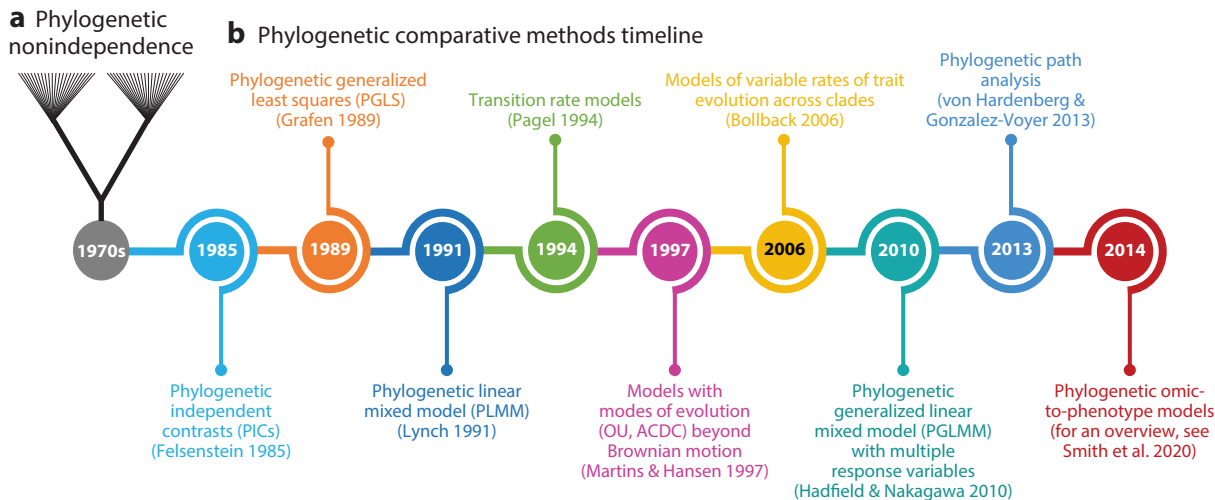 a Phylogenetic
nonindependence
b Phylogenetic comparative methods timeline
Phylogenetic generalized
least squares (PGLS)
(Grafen 1989)
Transition rate models
(Pagel 1994)
Models of variable rates of trait
evolution across clades
(Bollback 2006)
Phylogenetic path
analysis
(von Hardenberg &
Gonzalez-Voyer 2013)
1970s
1985
1989
1991
1994
1997
2006
2010
2013
2014
Phylogenetic
independent
contrasts (PICs)
(Felsenstein 1985)
Phylogenetic linear
mixed model (PLMM)
(Lynch 1991)
Models with
modes of evolution
(OU, ACDC) beyond
Brownian motion
(Martins & Hansen 1997)
Phylogenetic
generalized linear
mixed model (PGLMM)
with multiple
response variables
(Hadfield & Nakagawa 2010)
Phylogenetic omic-
to-phenotype models
(for an overview, see
Smith et al. 2020)